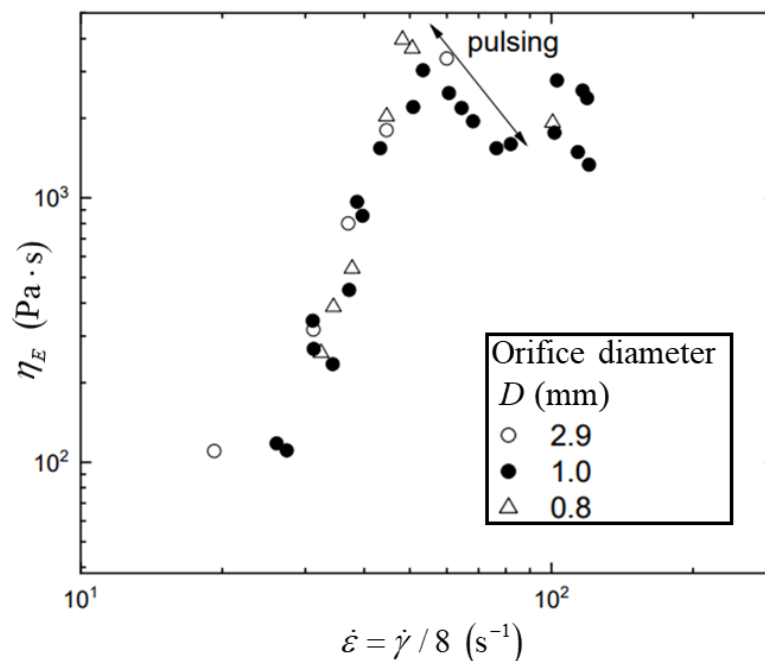 pulsing
10³
10²
η_E (Pa · s)
Orifice diameter
D (mm)
2.9
1.0
0.8
10¹
10²
ε̇ = γ̇ / 8 (s⁻¹)